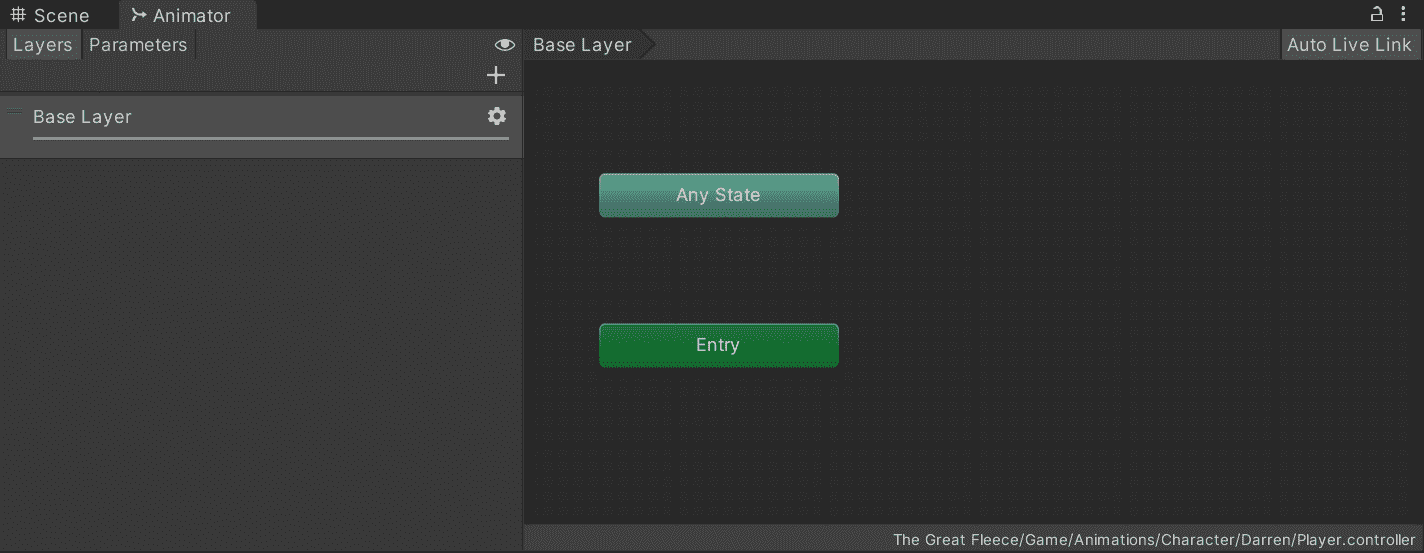 Scene Animator
Layers Parameters
Base Layer Auto Live Link
Base Layer
Any State
Entry
The Great Fleece/Game/Animations/Character/Darren/Player.controller